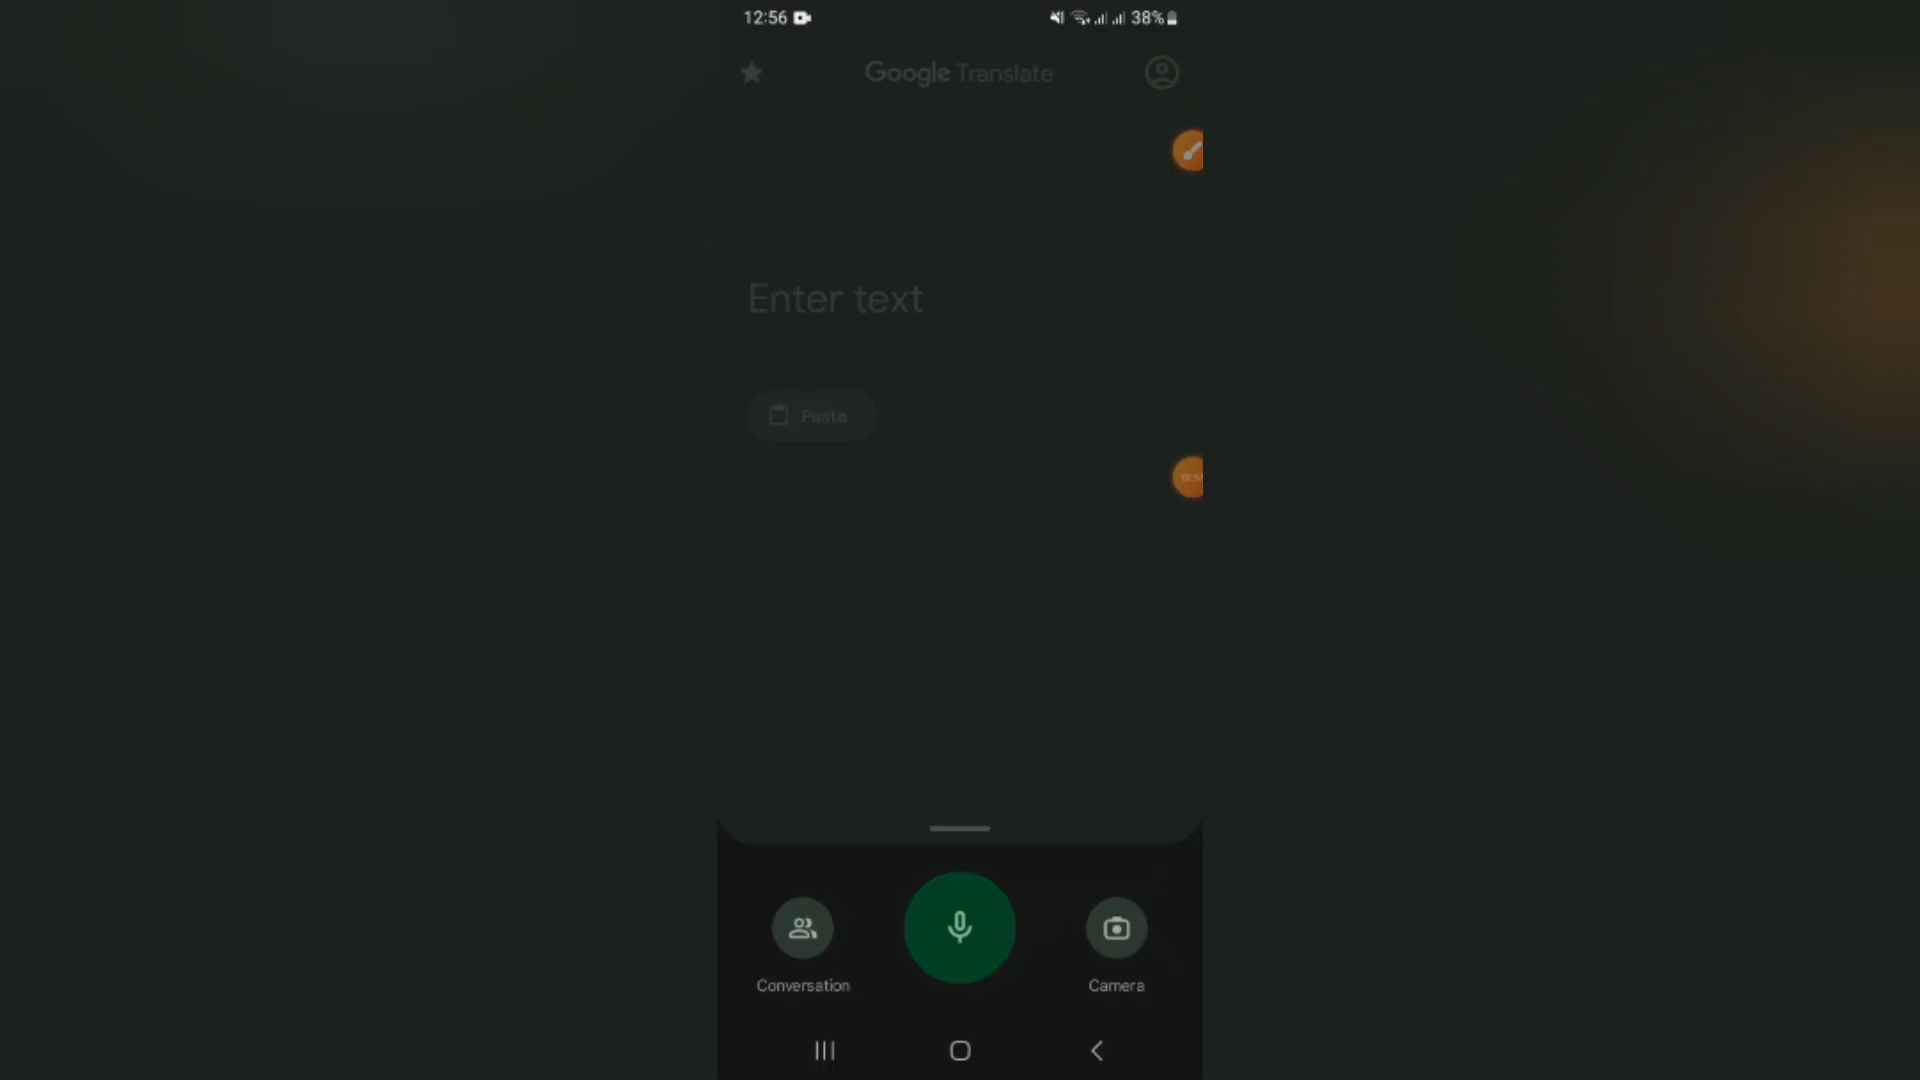 12:56
38%
Google Translate
Enter text
Paste
Conversation
Camera